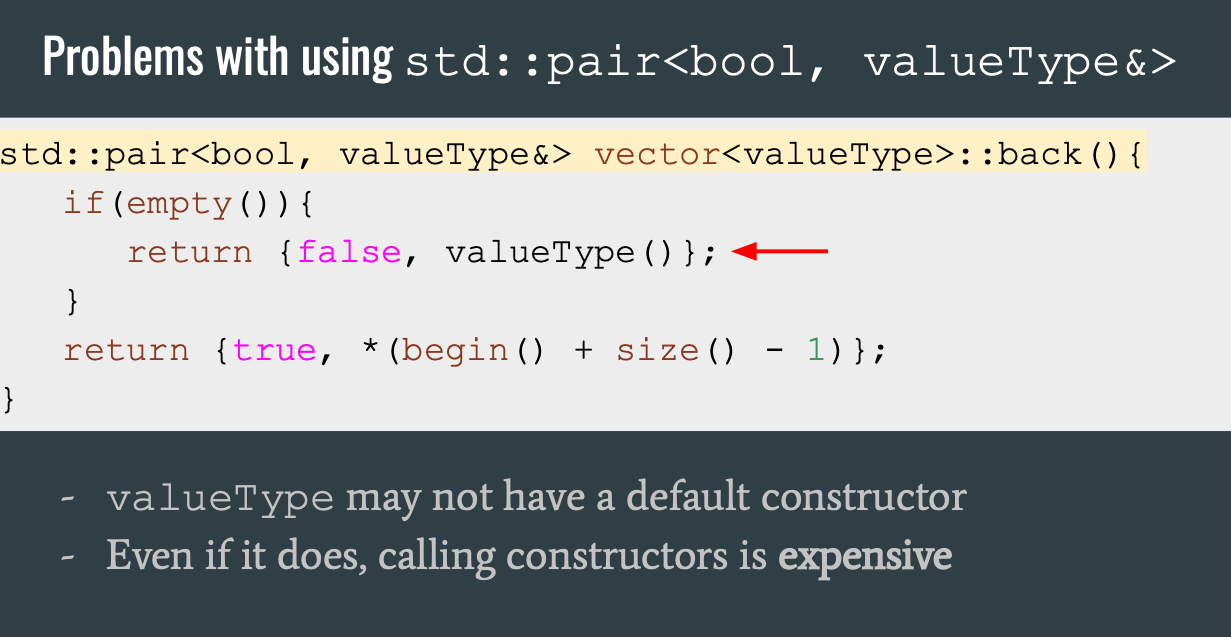 Problems with using std::pair<bool, valueType&>
std::pair<bool, valueType&> vector<valueType>::back(){
if(empty()){
return {false, valueType()};
}
return {true, *(begin() + size() - 1)};
}
- valueType may not have a default constructor
- Even if it does, calling constructors is expensive